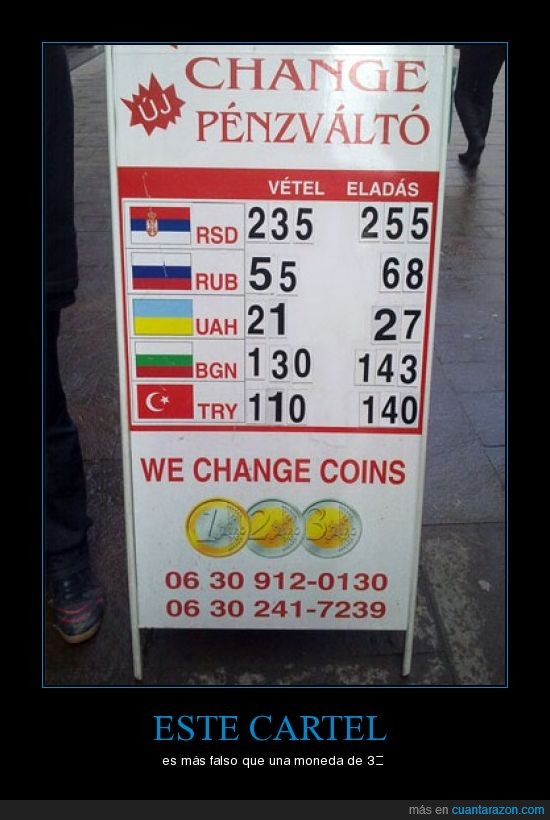 CHANGE
ÚJ
PÉNZVÁLTÓ
VÉTEL ELADÁS
RSD 235 255
RUB 55 68
UAH 21 27
BGN 130 143
TRY 110 140
WE CHANGE COINS
1 2 3
06 30 912-0130
06 30 241-7239
ESTE CARTEL
es más falso que una moneda de 3
más en cuantarazon.com